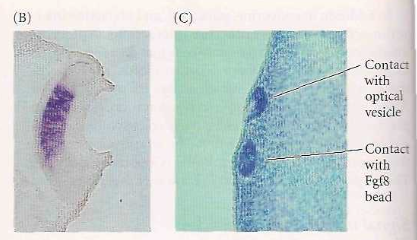 (B)
(C)
Contact
with
optical
vesicle
Contact
with
Fgf8
bead